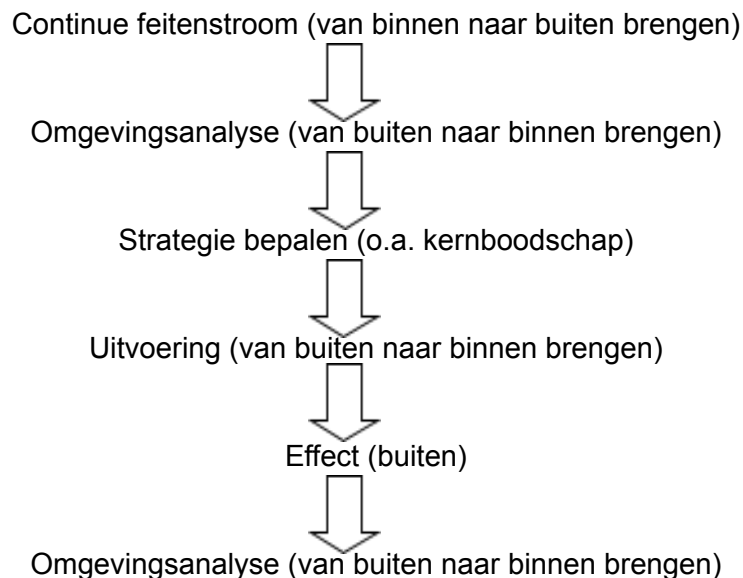 Continue feitenstroom (van binnen naar buiten brengen)
Omgevingsanalyse (van buiten naar binnen brengen)
Strategie bepalen (o.a. kernboodschap)
Uitvoering (van buiten naar binnen brengen)
Effect (buiten)
Omgevingsanalyse (van buiten naar binnen brengen)